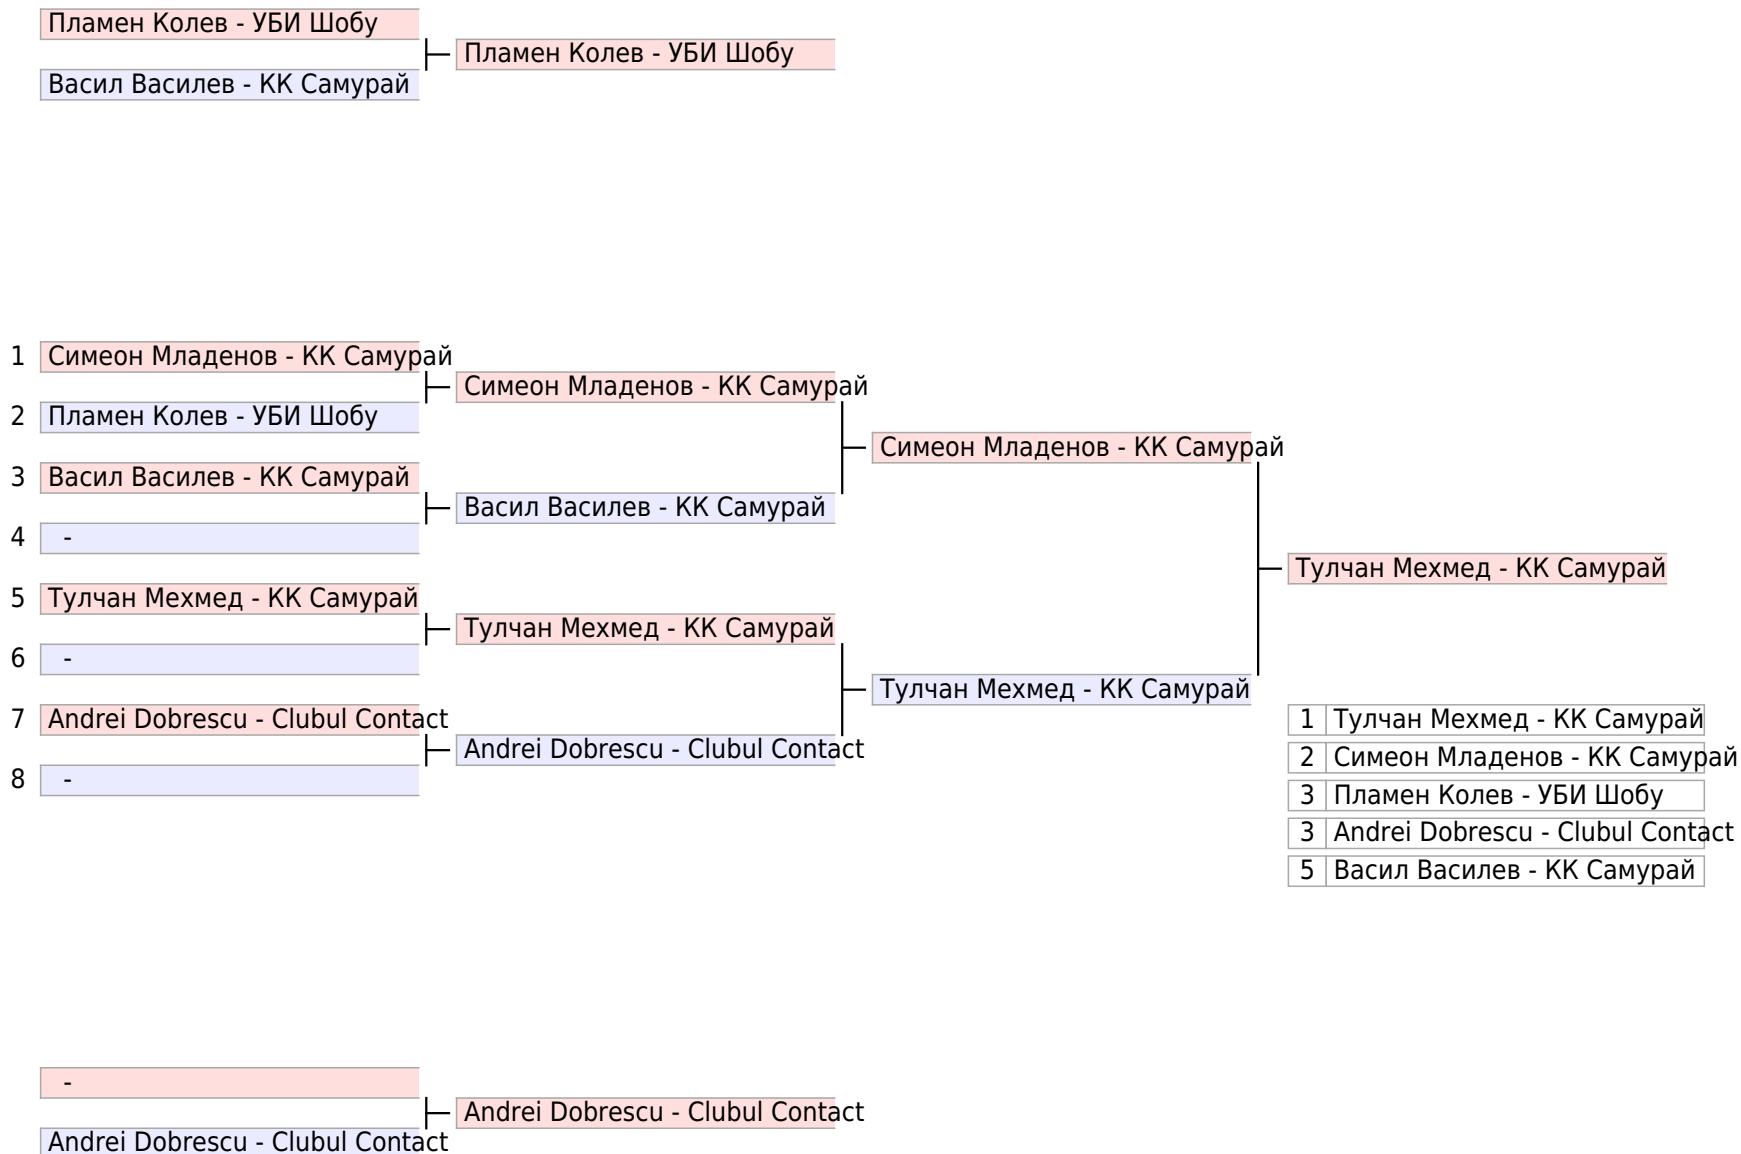 Пламен Колев - УБИ Шобу
Пламен Колев - УБИ Шобу
Васил Василев - КК Самурай
1 Симеон Младенов - КК Самурай
Симеон Младенов - КК Самурай
2 Пламен Колев - УБИ Шобу
Симеон Младенов - КК Самурай
3 Васил Василев - КК Самурай
Васил Василев - КК Самурай
4 -
Тулчан Мехмед - КК Самурай
5 Тулчан Мехмед - КК Самурай
Тулчан Мехмед - КК Самурай
6 -
Тулчан Мехмед - КК Самурай
7 Andrei Dobrescu - Clubul Contact
Andrei Dobrescu - Clubul Contact
8 -
1 Тулчан Мехмед - КК Самурай
2 Симеон Младенов - КК Самурай
3 Пламен Колев - УБИ Шобу
3 Andrei Dobrescu - Clubul Contact
5 Васил Василев - КК Самурай
-
Andrei Dobrescu - Clubul Contact
Andrei Dobrescu - Clubul Contact